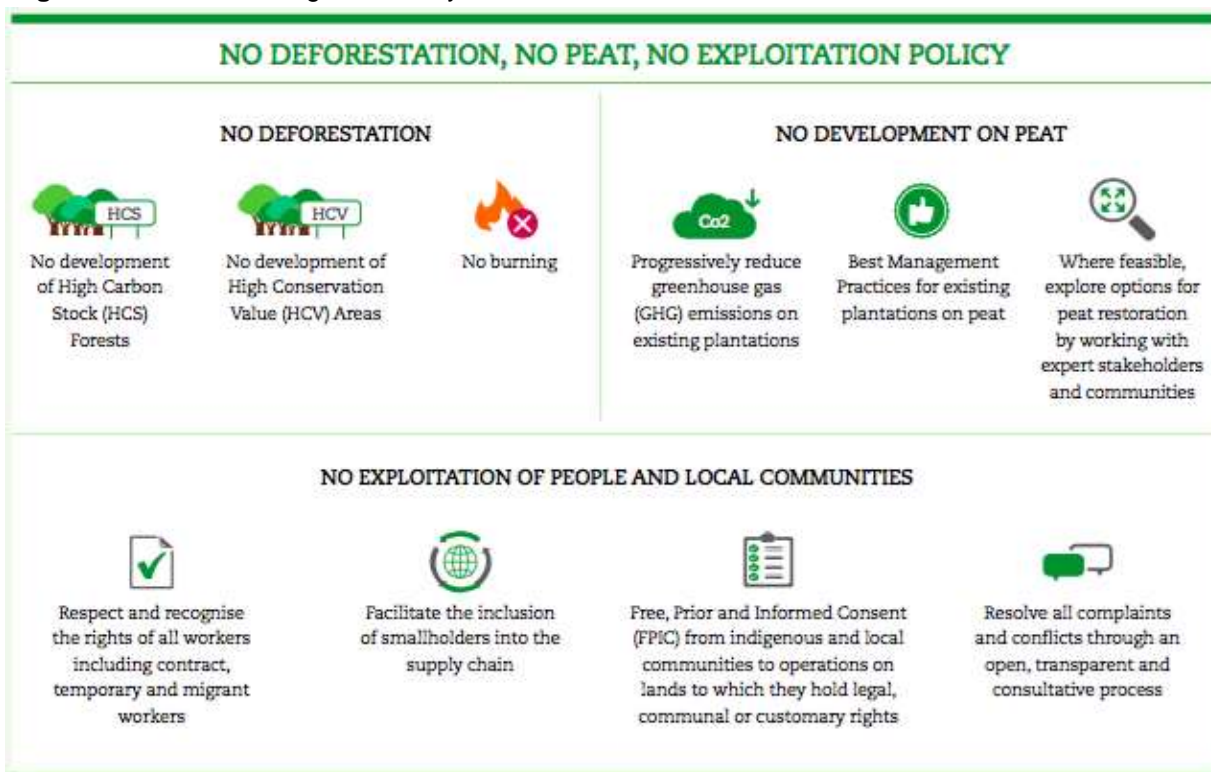 NO DEFORESTATION, NO PEAT, NO EXPLOITATION POLICY
NO DEFORESTATION
HCS
No development
of High Carbon
Stock (HCS)
Forests
HCV
No development of
High Conservation
Value (HCV) Areas
No burning
NO DEVELOPMENT ON PEAT
Co2
Progressively reduce
greenhouse gas
(GHG) emissions on
existing plantations
Best Management
Practices for existing
plantations on peat
Where feasible,
explore options for
peat restoration
by working with
expert stakeholders
and communities
NO EXPLOITATION OF PEOPLE AND LOCAL COMMUNITIES
Respect and recognise
the rights of all workers
including contract,
temporary and migrant
workers
Facilitate the inclusion
of smallholders into the
supply chain
Free, Prior and Informed Consent
(FPIC) from indigenous and local
communities to operations on
lands to which they hold legal,
communal or customary rights
Resolve all complaints
and conflicts through an
open, transparent and
consultative process